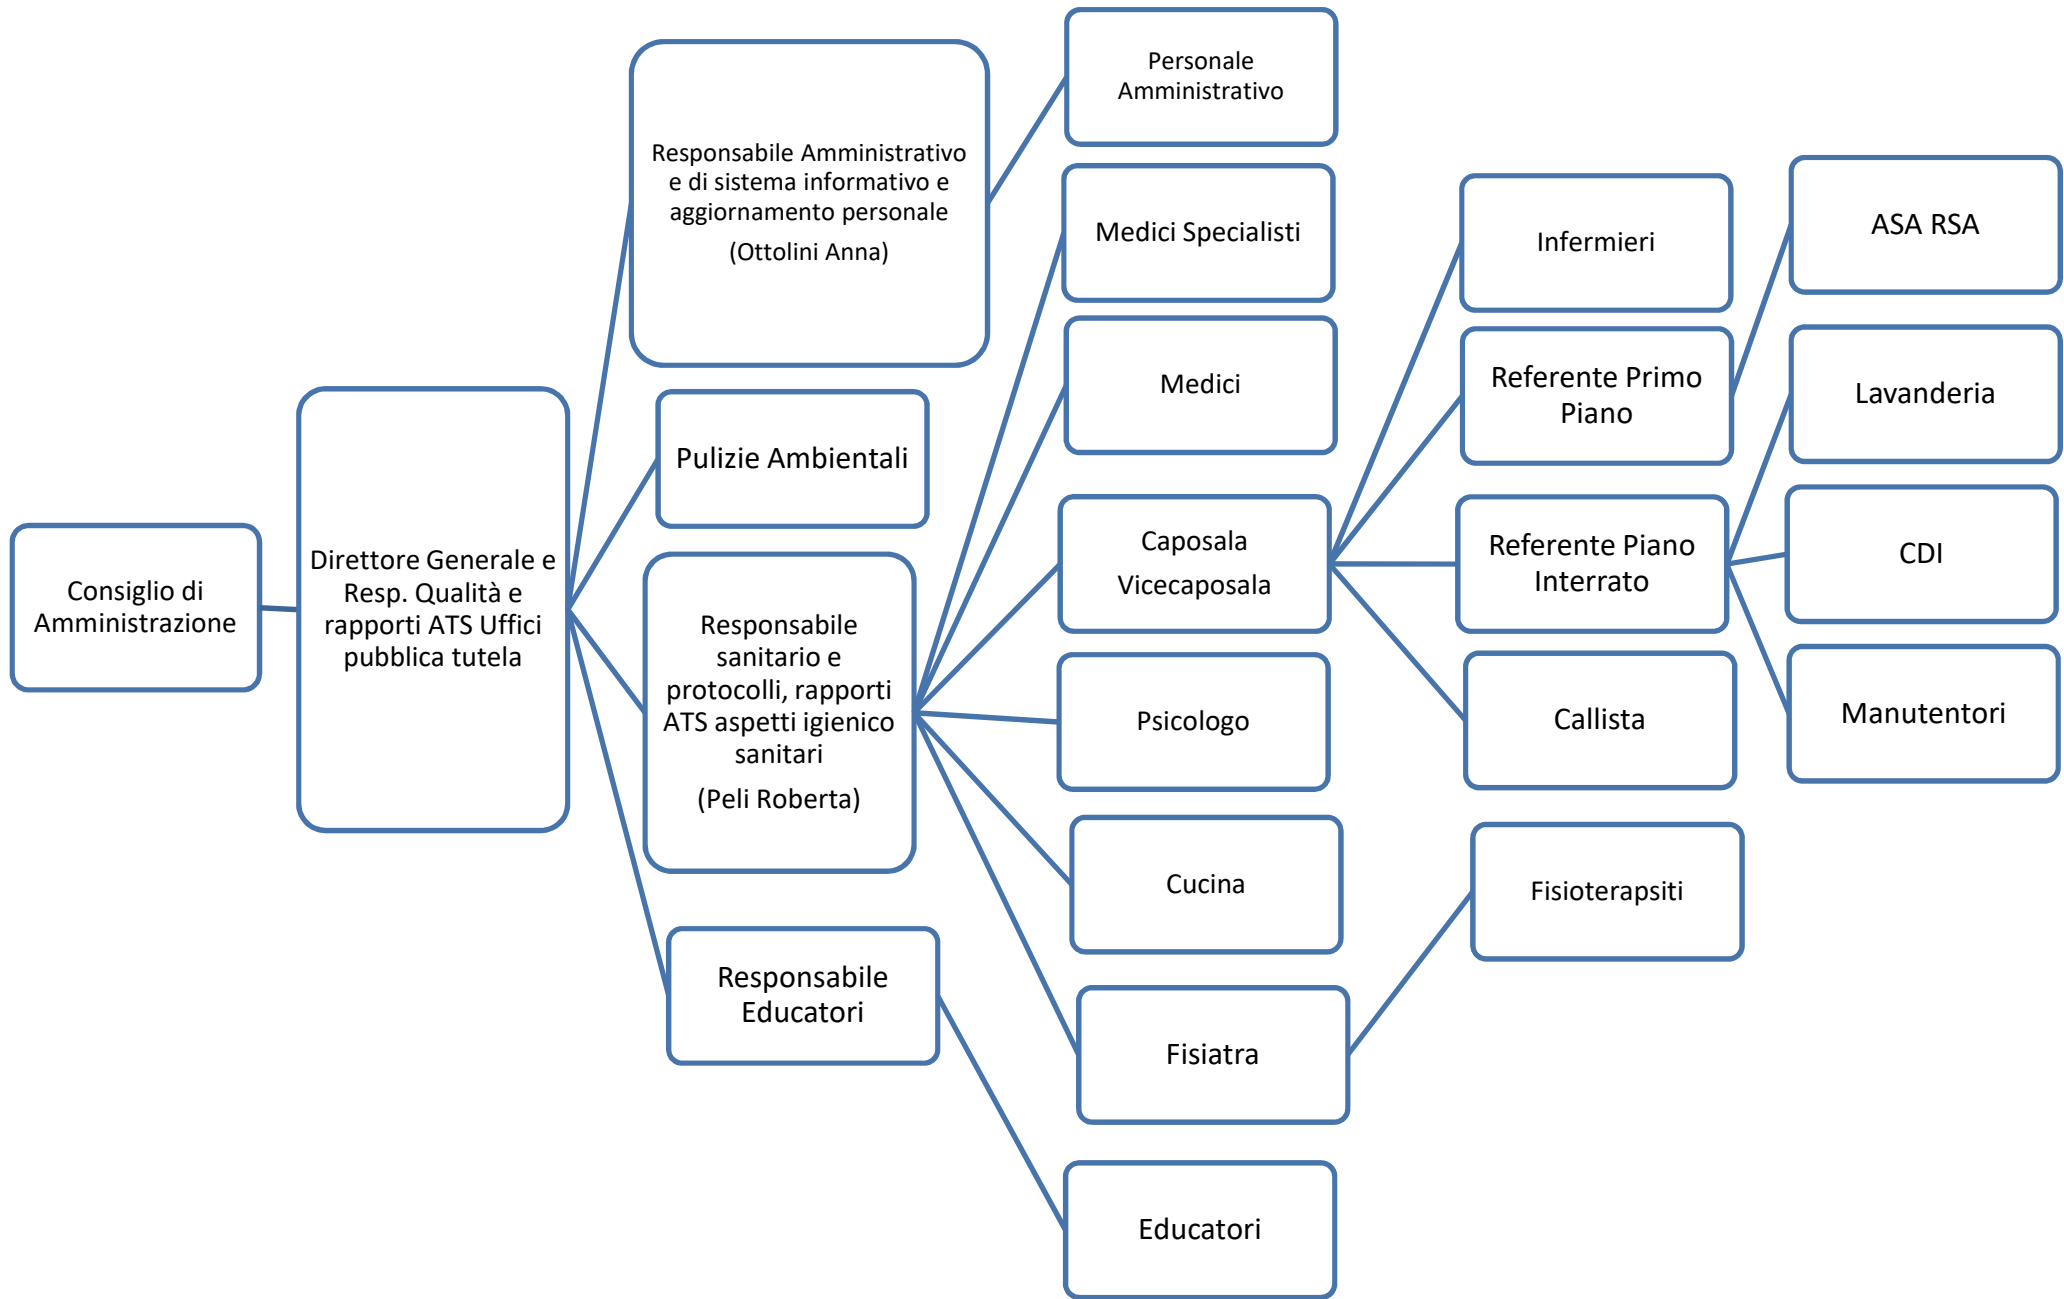 Consiglio di
Amministrazione
Direttore Generale e
Resp. Qualità e
rapporti ATS Uffici
pubblica tutela
Responsabile Amministrativo
e di sistema informativo e
aggiornamento personale
(Ottolini Anna)
Pulizie Ambientali
Responsabile
sanitario e
protocolli, rapporti
ATS aspetti igienico
sanitari
(Peli Roberta)
Responsabile
Educatori
Personale
Amministrativo
Medici Specialisti
Medici
Caposala
Vicecaposala
Psicologo
Cucina
Fisiatra
Educatori
Infermieri
Referente Primo
Piano
Referente Piano
Interrato
Callista
Fisioterapsiti
ASA RSA
Lavanderia
CDI
Manutentori